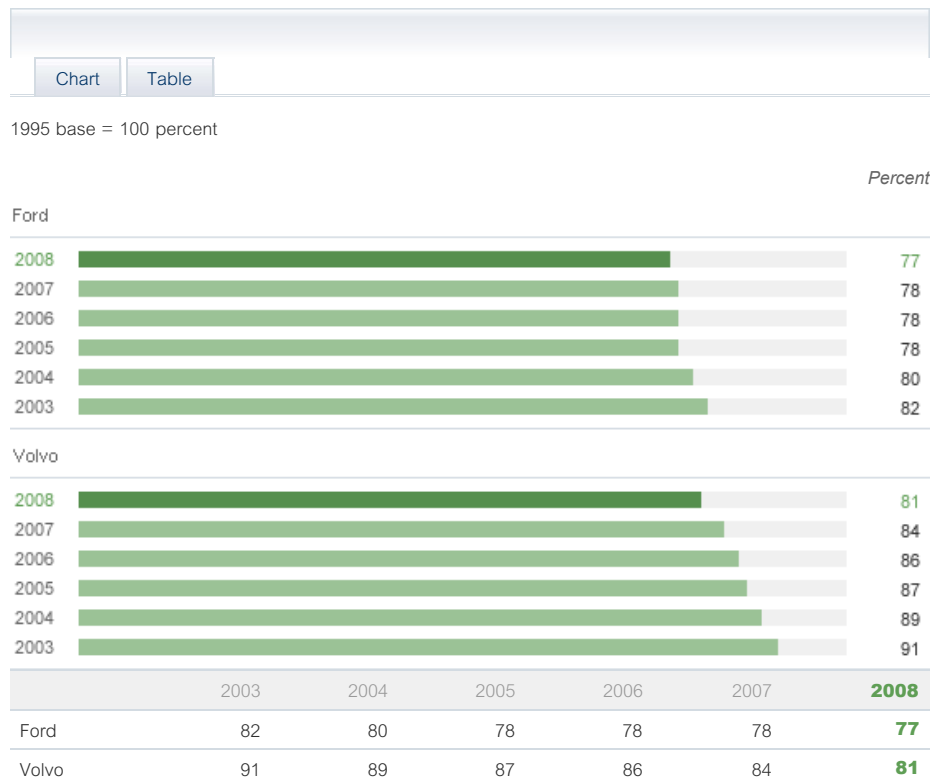 Chart Table
1995 base = 100 percent
Percent
Ford
2008 77
2007 78
2006 78
2005 78
2004 80
2003 82
Volvo
2008 81
2007 84
2006 86
2005 87
2004 89
2003 91
2003 2004 2005 2006 2007 2008
Ford 82 80 78 78 78 77
Volvo 91 89 87 86 84 81